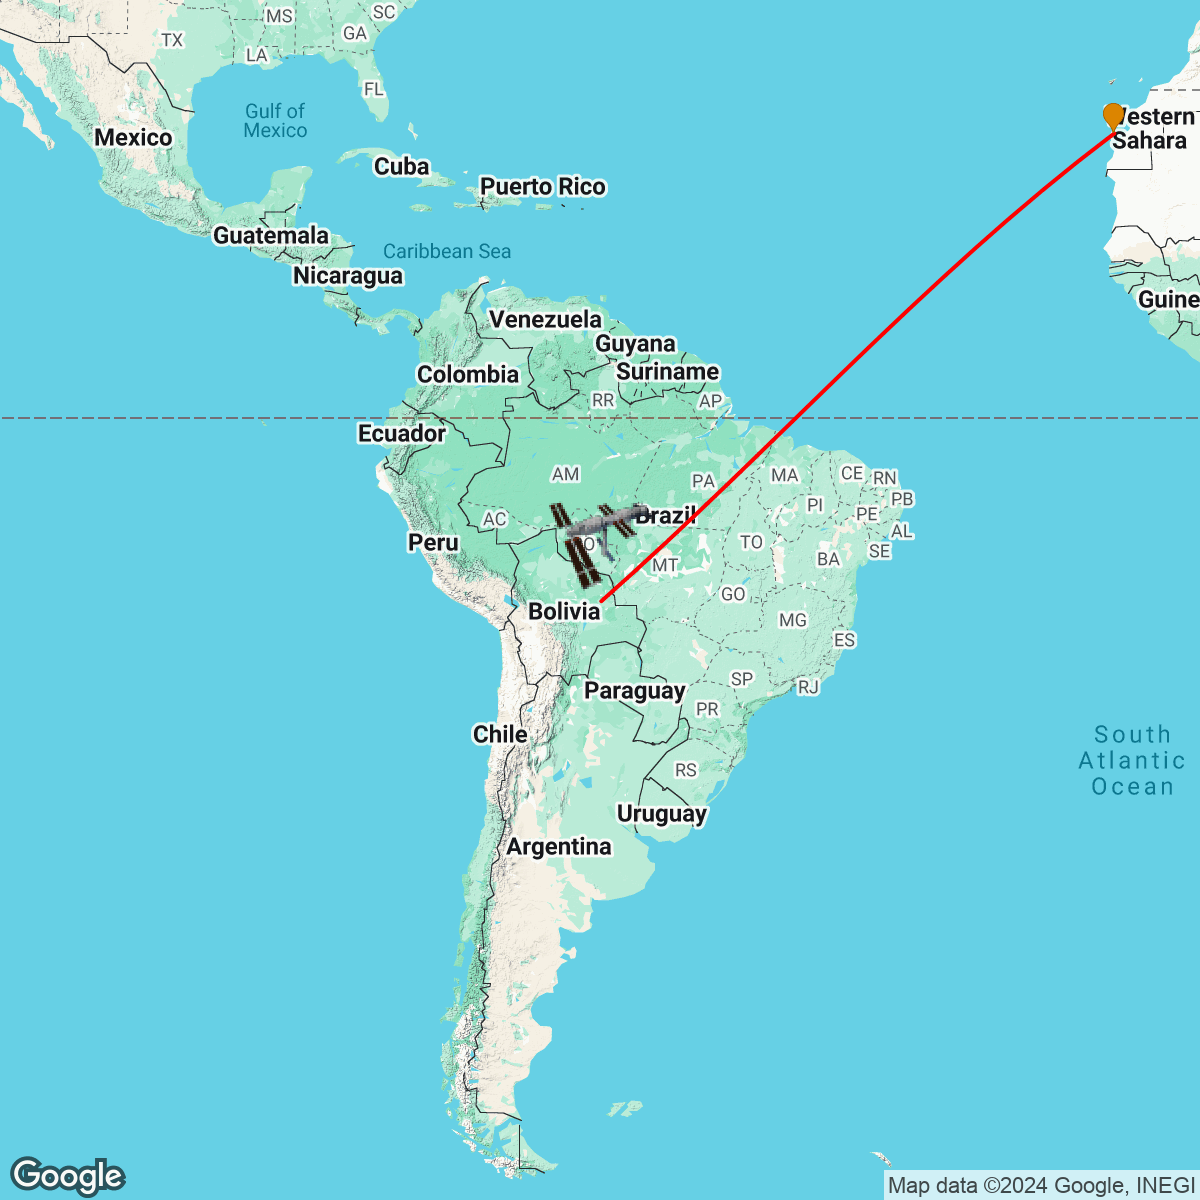 MS
SC
TX
GA
LA
FL
Gulf of
Mexico
Mexico
Western
Sahara
Cuba
Puerto Rico
Guatemala
Caribbean Sea
Nicaragua
Guine
Venezuela
Guyana
Colombia
Suriname
RR
AP
Ecuador
AM
PA
MA
CE
RN
PI
PB
PE
AC
Brazil
AL
Peru
O
TO
SE
MT
BA
GO
Bolivia
MG
ES
SP
RJ
Paraguay
PR
Chile
South
Atlantic
Ocean
RS
Uruguay
Argentina
Google
Map data ©2024 Google, INEGI